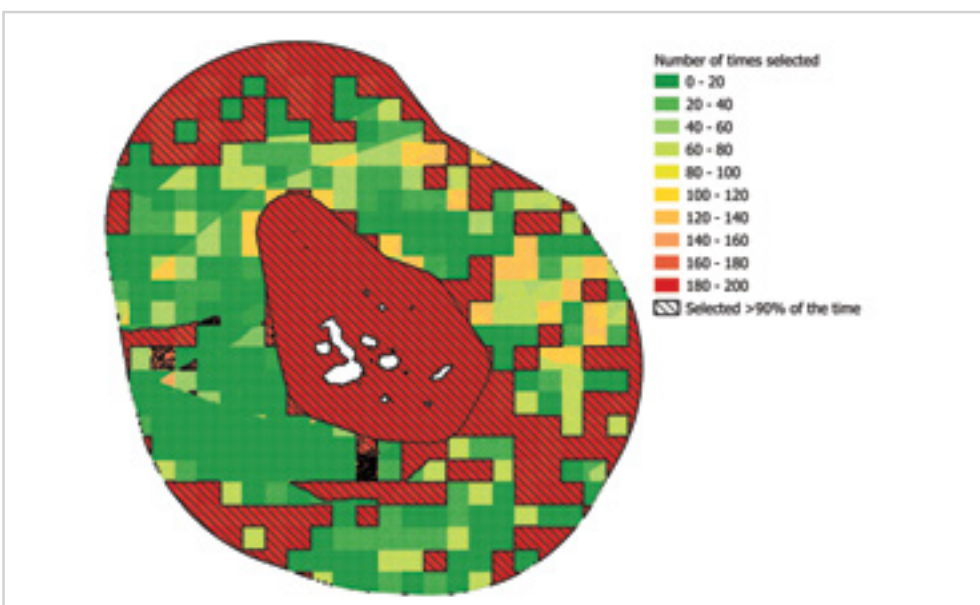 Number of times selected
0 - 20
20 - 40
40 - 60
60 - 80
80 - 100
100 - 120
120 - 140
140 - 160
160 - 180
180 - 200
Selected >90% of the time